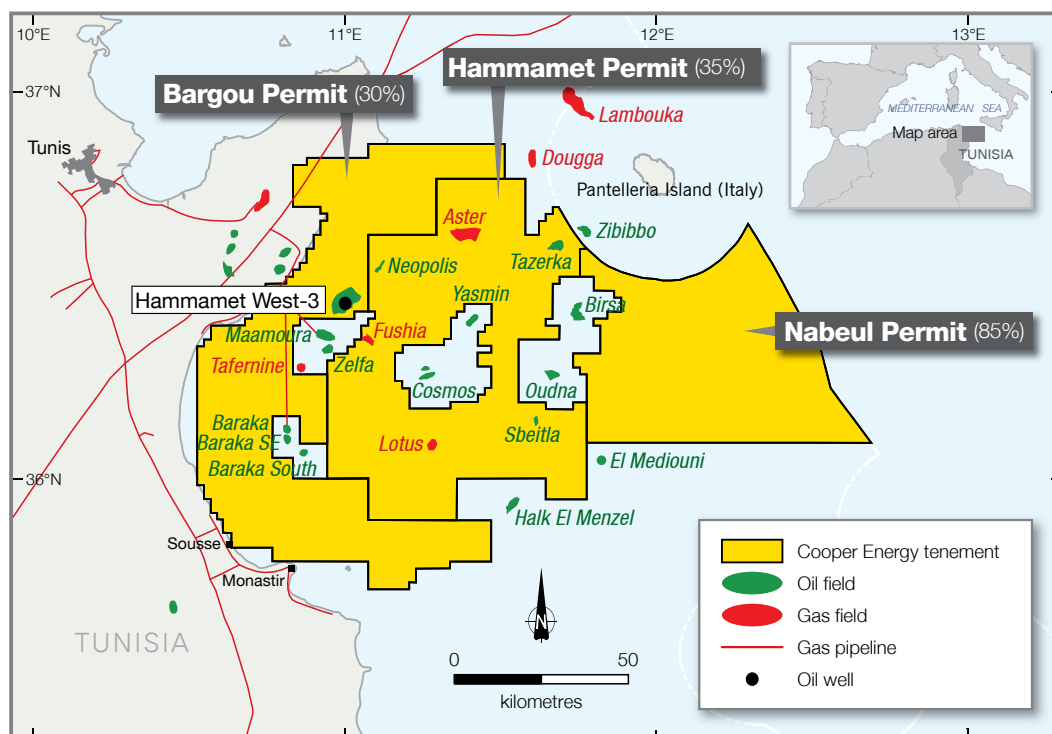 10°E
11°E
12°E
13°E
37°N
36°N
Hammamet Permit (35%)
Bargou Permit (30%)
Lambouka
Tunis
Dougga
Pantelleria Island (Italy)
MEDITERRANEAN SEA
Map area
TUNISIA
Aster
Zibibbo
Tazerka
Neopolis
Yasmin
Birsa
Hammamet West-3
Nabeul Permit (85%)
Maamoura
Fushia
Tafernine
Zelfa
Cosmos
Oudna
Baraka
Baraka SE
Baraka South
Lotus
Sbeitla
El Mediouni
Halk El Menzel
Sousse
Monastir
TUNISIA
N
0
50
kilometres
Cooper Energy tenement
Oil field
Gas field
Gas pipeline
Oil well